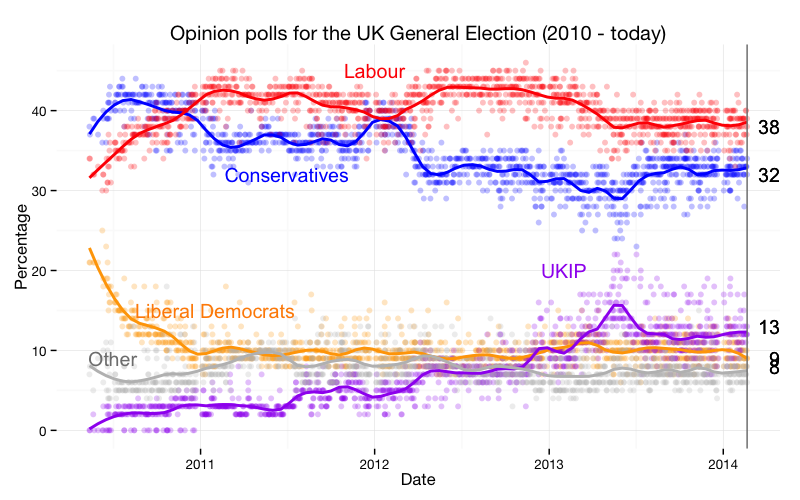 Opinion polls for the UK General Election (2010 - today)
Labour
40
38
Conservatives
32
30
Percentage
UKIP
20
Liberal Democrats
13
Other
10
9
8
0
2011
2012
2013
2014
Date